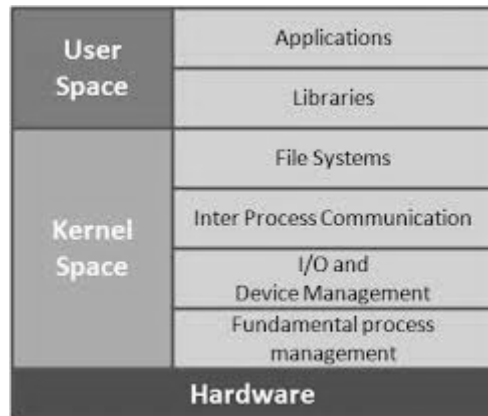 User
Space
Applications
Libraries
Kernel
Space
File Systems
Inter Process Communication
I/O and
Device Management
Fundamental process
management
Hardware